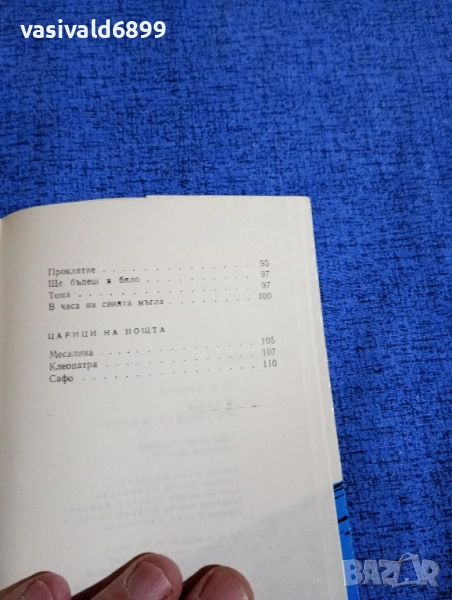 vasivald6899
Проклятие . . . . . . . . . . . . . 95
Ще бъдеш в бяло . . . . . . . . . . 97
Тома . . . . . . . . . . . . . . . 97
В часа на синята мъгла . . . . . . . 100
ЦАРИЦИ НА НОЩТА
Месалина . . . . . . . . . . . . . 105
Клеопатра . . . . . . . . . . . . . 107
Сафо . . . . . . . . . . . . . . . 110
BAZAR